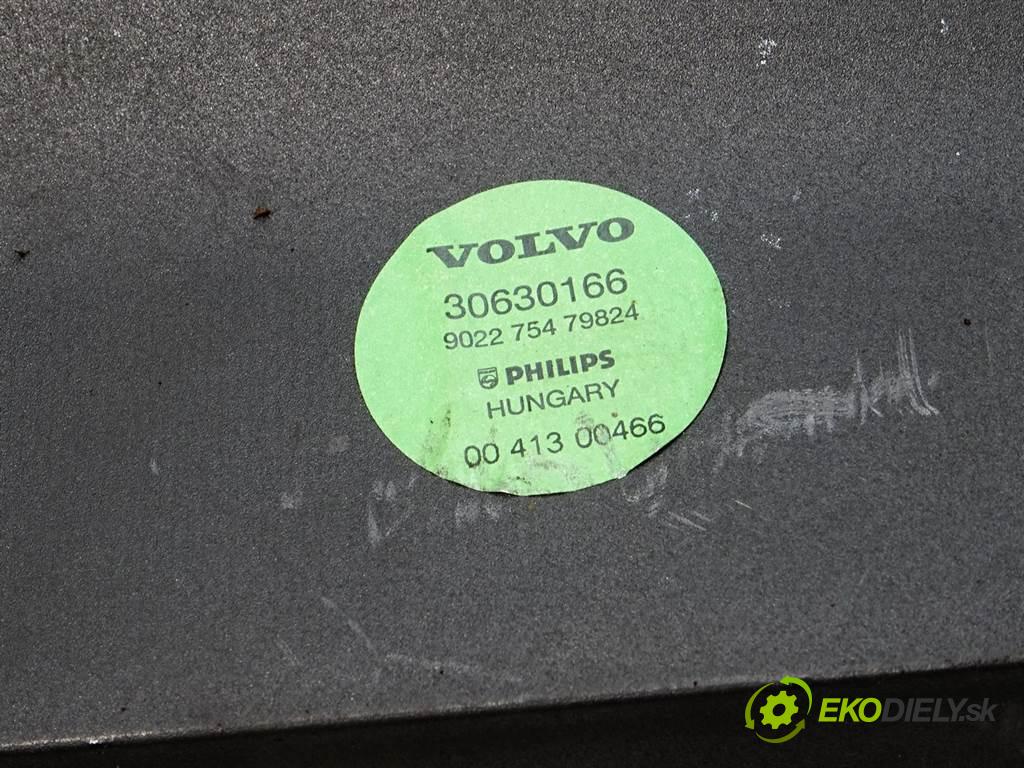 VOLVO
30630166
9022 754 79824
PHILIPS
HUNGARY
00 413 00466
EKODIELY.sk